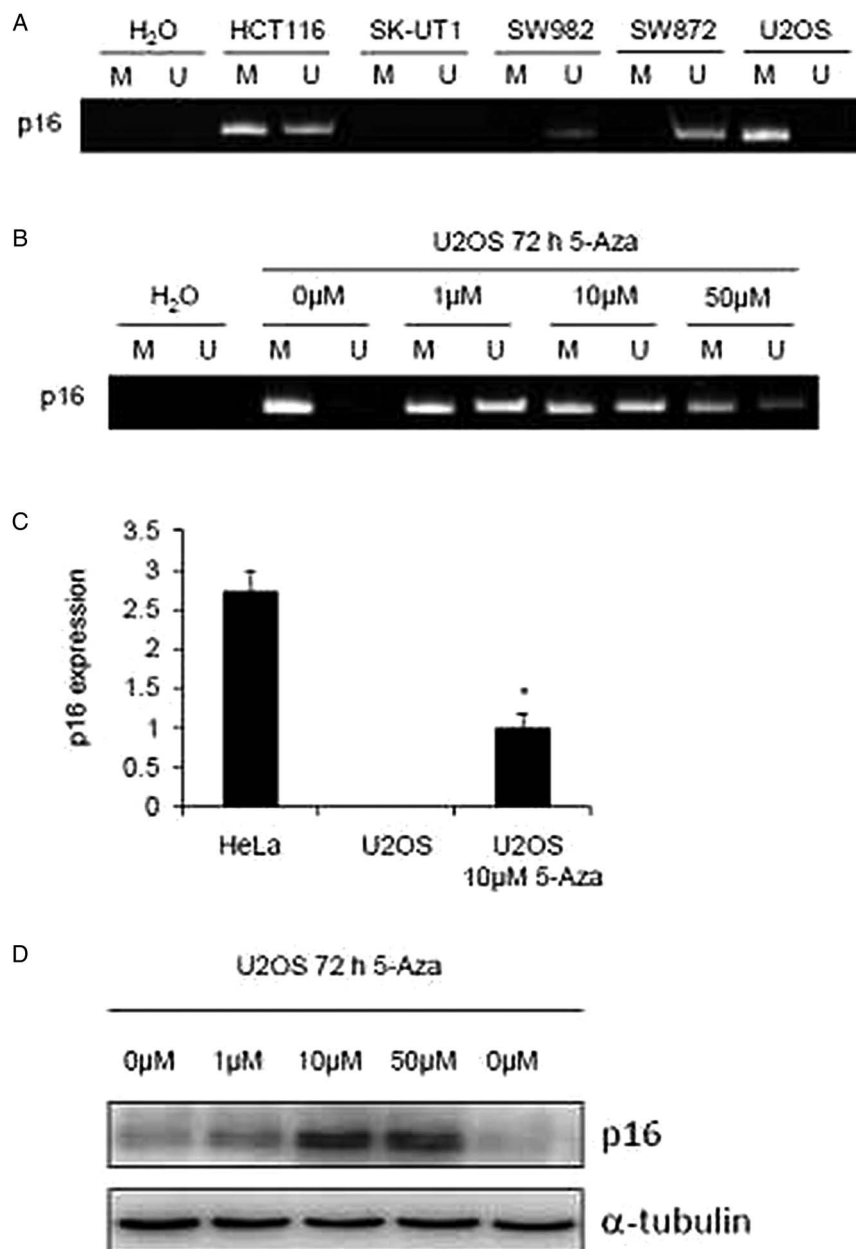 A
H₂O HCT116 SK-UT1 SW982 SW872 U2OS
M U M U M U M U M U M U
p16
B
U2OS 72 h 5-Aza
H₂O 0µM 1µM 10µM 50µM
M U M U M U M U M U
p16
C
p16 expression
3.5
3
2.5
2
1.5
1
0.5
0
HeLa U2OS U2OS
10µM 5-Aza
*
D
U2OS 72 h 5-Aza
0µM 1µM 10µM 50µM 0µM
p16
α-tubulin